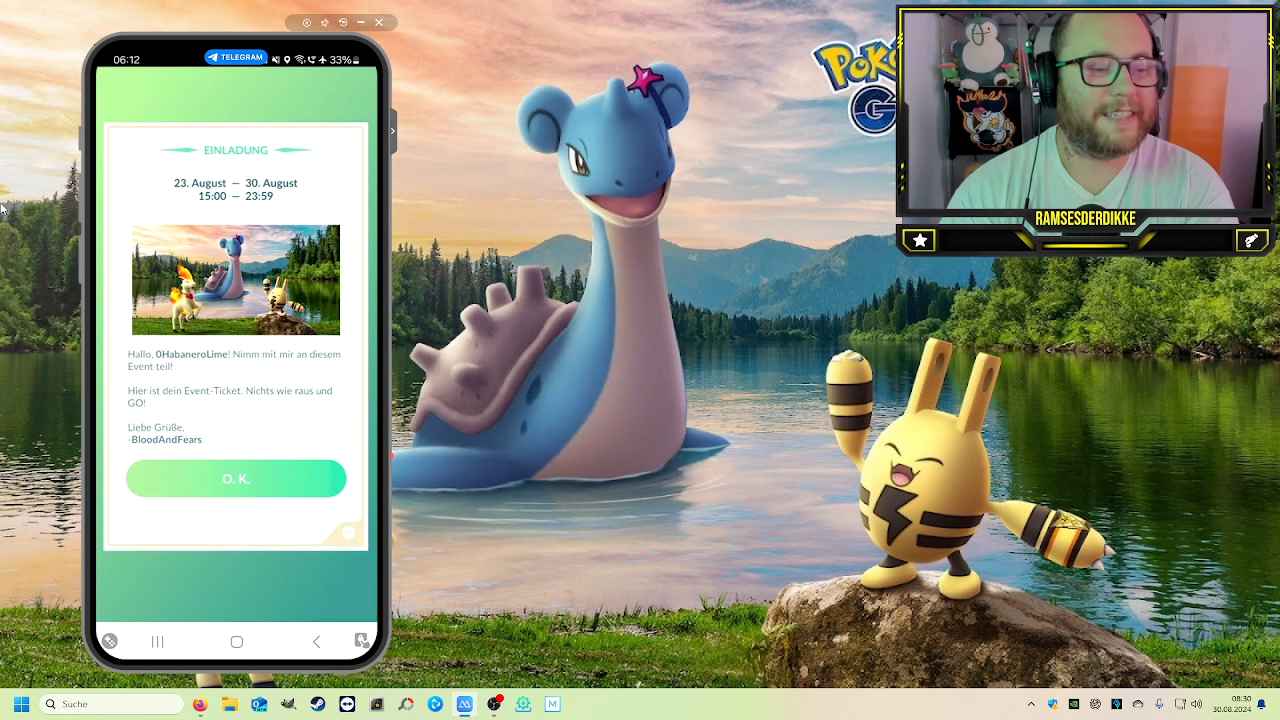 06:12
TELEGRAM
33%
EINLADUNG
23. August — 30. August
15:00 — 23:59
Hallo, 0HabaneroLime! Nimm mit mir an diesem
Event teil!
Hier ist dein Event-Ticket. Nichts wie raus und
GO!
Liebe Grüße,
-BloodAndFears
O. K.
RAMSESDERDIKKE
Suche
08:30
30.08.2024